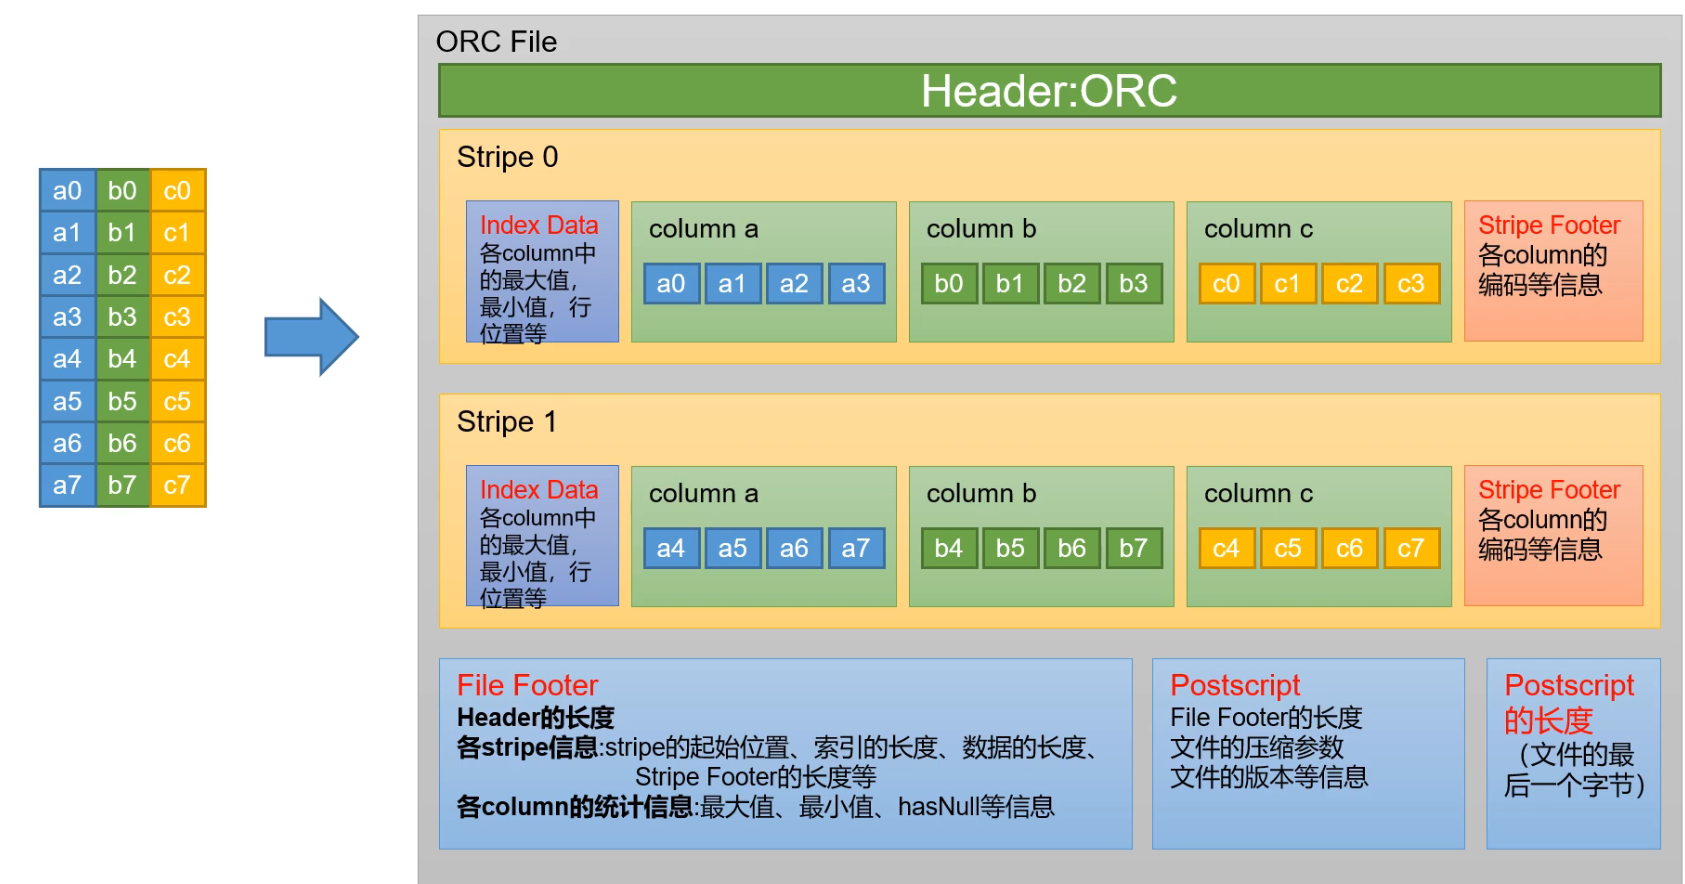 ORC File
Header:ORC
a0 b0 c0
a1 b1 c1
a2 b2 c2
a3 b3 c3
a4 b4 c4
a5 b5 c5
a6 b6 c6
a7 b7 c7
Stripe 0
Index Data
各column中
的最大值，
最小值，行
位置等
column a
a0 a1 a2 a3
column b
b0 b1 b2 b3
column c
c0 c1 c2 c3
Stripe Footer
各column的
编码等信息
Stripe 1
Index Data
各column中
的最大值，
最小值，行
位置等
column a
a4 a5 a6 a7
column b
b4 b5 b6 b7
column c
c4 c5 c6 c7
Stripe Footer
各column的
编码等信息
File Footer
Header的长度
各stripe信息:stripe的起始位置、索引的长度、数据的长度、
Stripe Footer的长度等
各column的统计信息:最大值、最小值、hasNull等信息
Postscript
File Footer的长度
文件的压缩参数
文件的版本等信息
Postscript
的长度
（文件的最
后一个字节）